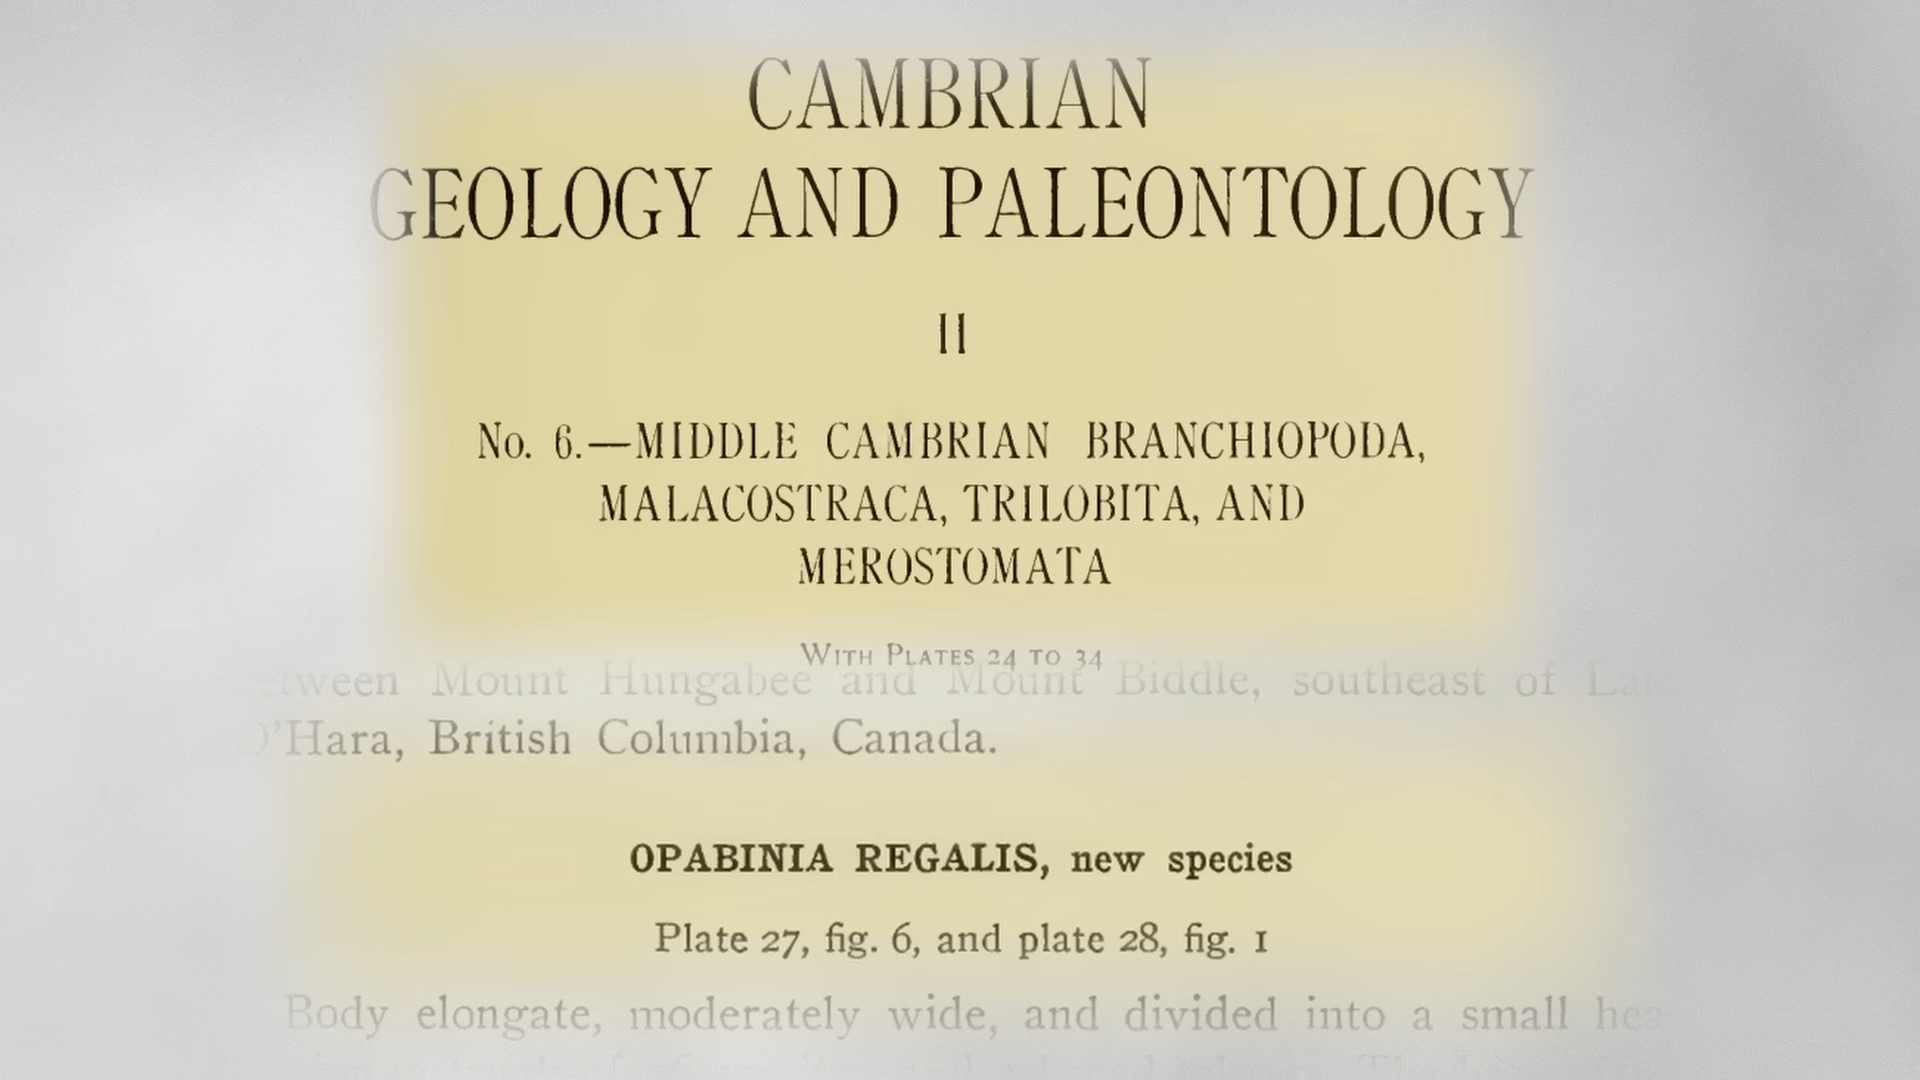 CAMBRIAN
GEOLOGY AND PALEONTOLOGY
II
No. 6.—MIDDLE CAMBRIAN BRANCHIOPODA,
MALACOSTRACA, TRILOBITA, AND
MEROSTOMATA
WITH PLATES 24 TO 34
Mount Hungabee and Mount Biddle, southeast of
O'Hara, British Columbia, Canada.
OPABINIA REGALIS, new species
Plate 27, fig. 6, and plate 28, fig. 1
Body elongate, moderately wide, and divided into a small